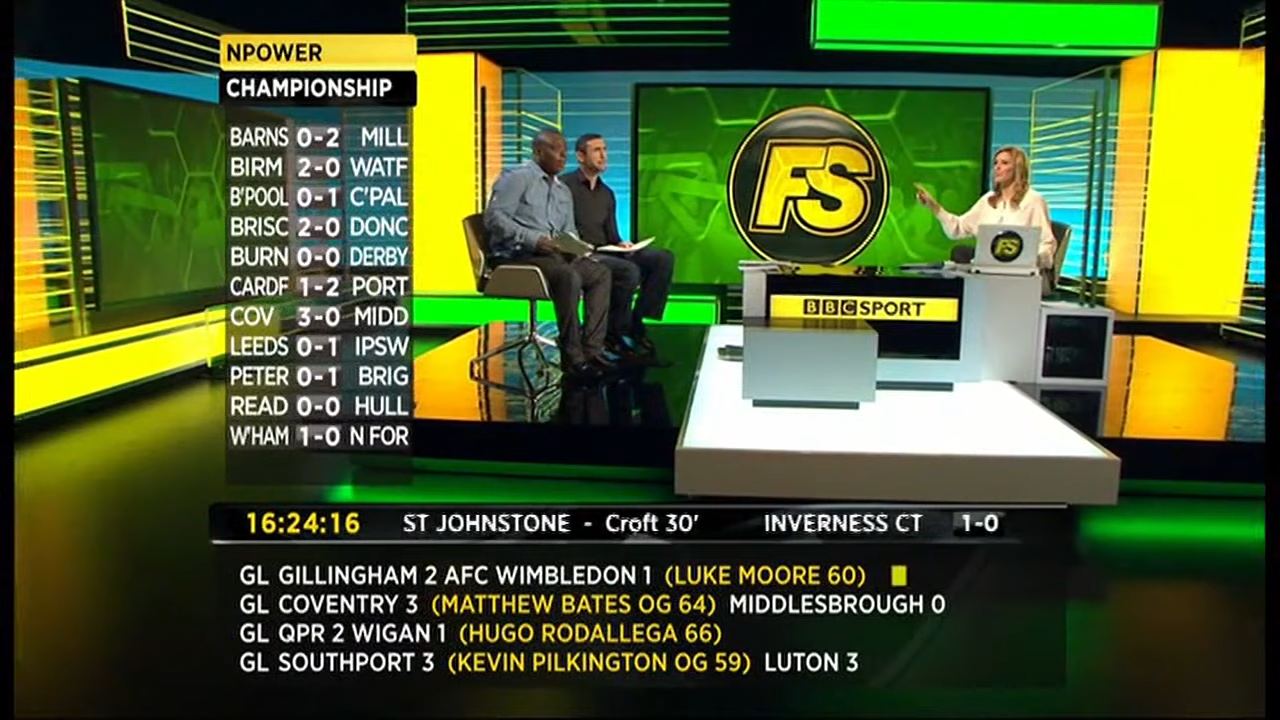 NPOWER
CHAMPIONSHIP
BARNS 0-2 MILL
BIRM 2-0 WATF
B'POOL 0-1 C'PAL
BRISC 2-0 DONC
BURN 0-0 DERBY
CARDF 1-2 PORT
COV 3-0 MIDD
LEEDS 0-1 IPSW
PETER 0-1 BRIG
READ 0-0 HULL
W'HAM 1-0 N FOR
FS
FS
BBC SPORT
16:24:16 ST JOHNSTONE - Croft 30' INVERNESS CT 1-0
GL GILLINGHAM 2 AFC WIMBLEDON 1 (LUKE MOORE 60)
GL COVENTRY 3 (MATTHEW BATES OG 64) MIDDLESBROUGH 0
GL QPR 2 WIGAN 1 (HUGO RODALLEGA 66)
GL SOUTHPORT 3 (KEVIN PILKINGTON OG 59) LUTON 3